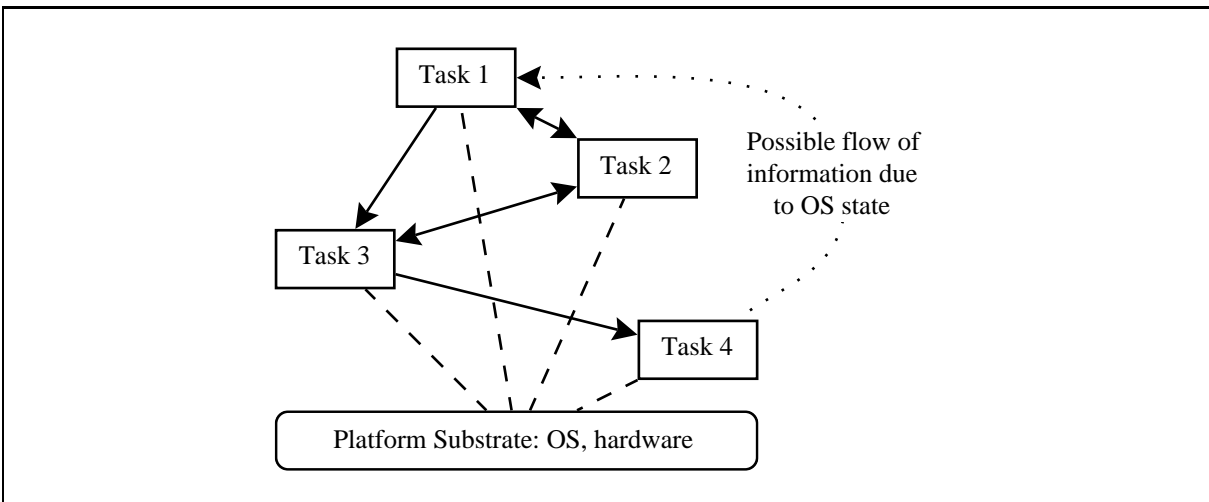 Task 1
Task 2
Possible flow of
information due
to OS state
Task 3
Task 4
Platform Substrate: OS, hardware